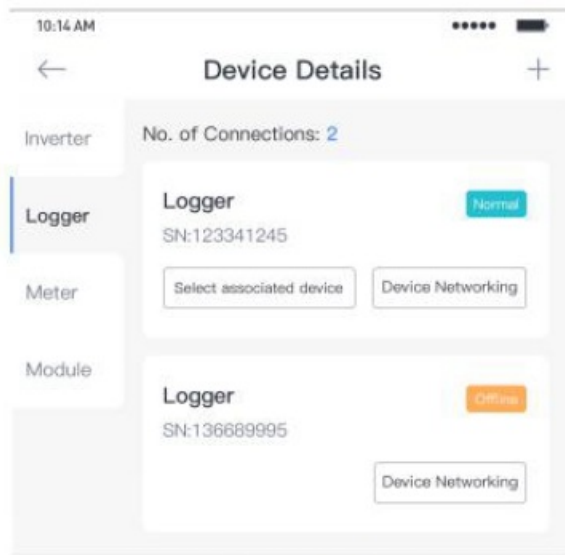 10:14 AM
Device Details
Inverter
Logger
Meter
Module
No. of Connections: 2
Logger
Normal
SN:123341245
Select associated device
Device Networking
Logger
Offline
SN:136689995
Device Networking